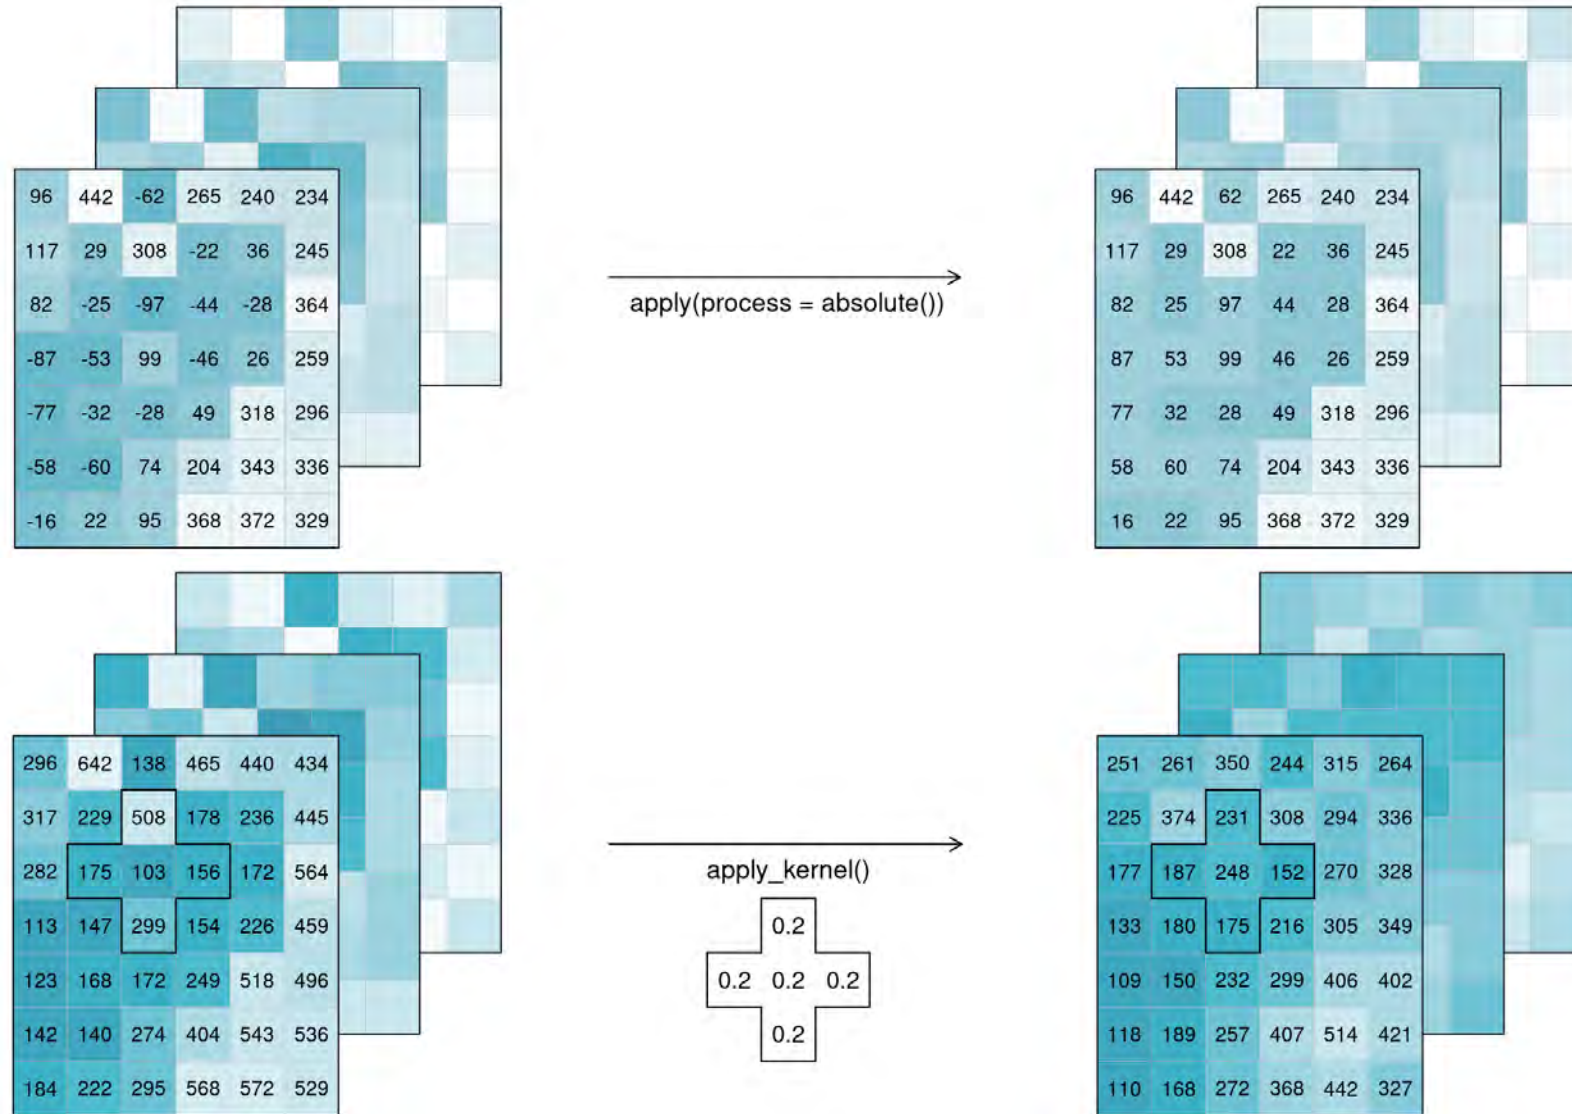 96 442 -62 265 240 234
117 29 308 -22 36 245
82 -25 -97 -44 -28 364
-87 -53 99 -46 26 259
-77 -32 -28 49 318 296
-58 -60 74 204 343 336
-16 22 95 368 372 329
apply(process = absolute())
96 442 62 265 240 234
117 29 308 22 36 245
82 25 97 44 28 364
87 53 99 46 26 259
77 32 28 49 318 296
58 60 74 204 343 336
16 22 95 368 372 329
296 642 138 465 440 434
317 229 508 178 236 445
282 175 103 156 172 564
113 147 299 154 226 459
123 168 172 249 518 496
142 140 274 404 543 536
184 222 295 568 572 529
apply_kernel()
0.2
0.2 0.2 0.2
0.2
251 261 350 244 315 264
225 374 231 308 294 336
177 187 248 152 270 328
133 180 175 216 305 349
109 150 232 299 406 402
118 189 257 407 514 421
110 168 272 368 442 327